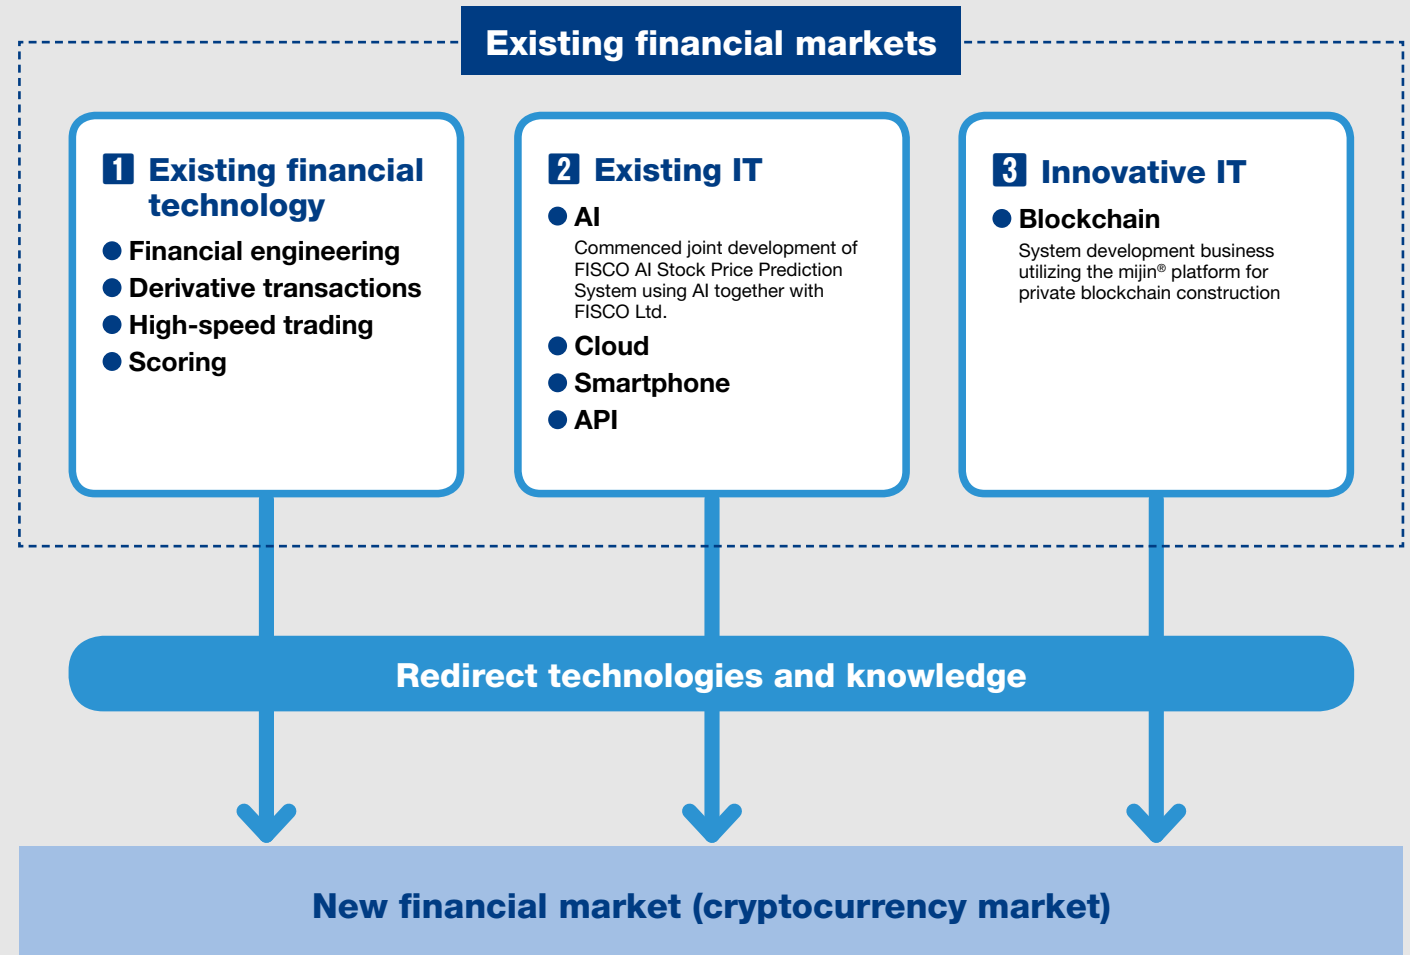 Existing financial markets
1 Existing financial
technology
● Financial engineering
● Derivative transactions
● High-speed trading
● Scoring
2 Existing IT
● AI
Commenced joint development of
FISCO AI Stock Price Prediction
System using AI together with
FISCO Ltd.
● Cloud
● Smartphone
● API
3 Innovative IT
● Blockchain
System development business
utilizing the mijin® platform for
private blockchain construction
Redirect technologies and knowledge
New financial market (cryptocurrency market)